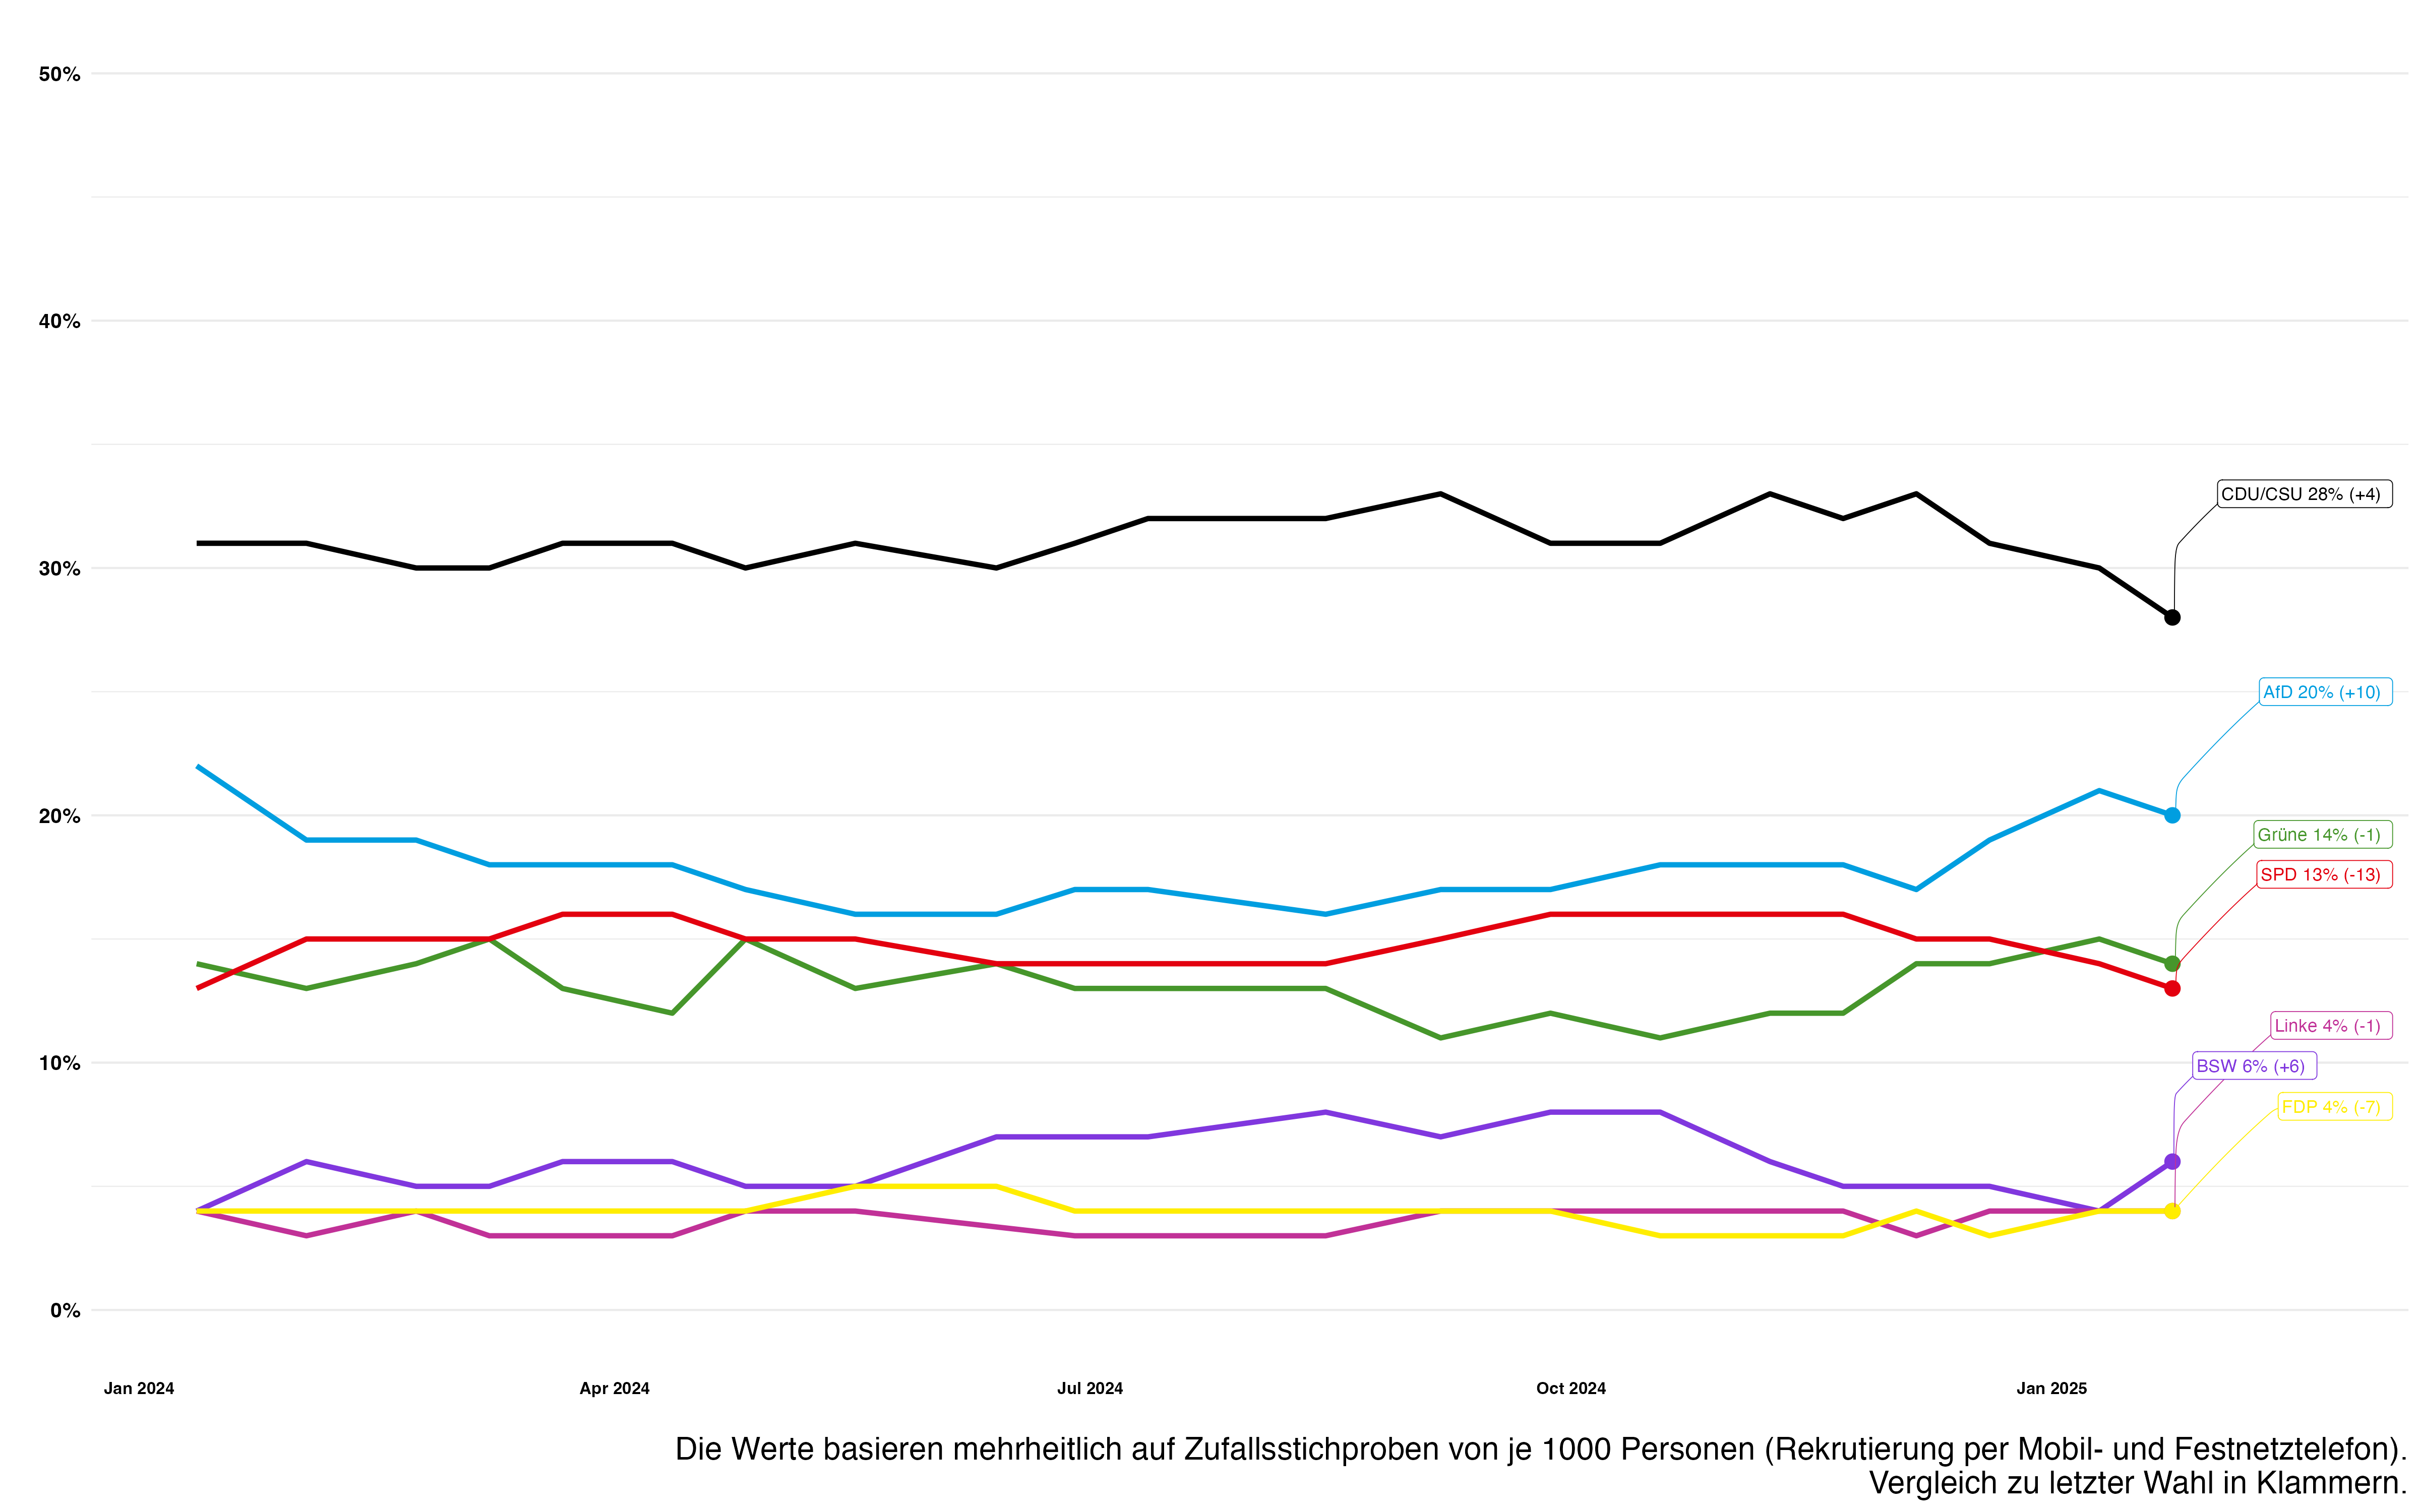 50%
40%
30%
20%
10%
0%
CDU/CSU 28% (+4)
AfD 20% (+10)
Grüne 14% (-1)
SPD 13% (-13)
Linke 4% (-1)
BSW 6% (+6)
FDP 4% (-7)
Jan 2024 Apr 2024 Jul 2024 Oct 2024 Jan 2025
Die Werte basieren mehrheitlich auf Zufallsstichproben von je 1000 Personen (Rekrutierung per Mobil- und Festnetztelefon).
Vergleich zu letzter Wahl in Klammern.